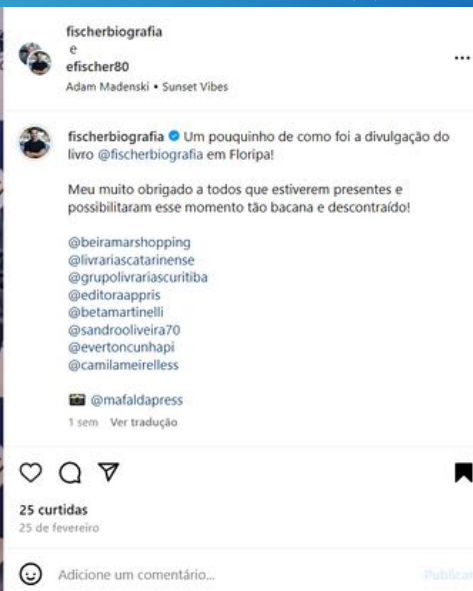 fischerbiografia
e
efischer80
Adam Madenski • Sunset Vibes
fischerbiografia Um pouquinho de como foi a divulgação do
livro @fischerbiografia em Floripa!
Meu muito obrigado a todos que estiverem presentes e
possibilitaram esse momento tão bacana e descontraído!
@beiramarshopping
@livrariascatarinense
@grupolivrariascuritiba
@editoraappris
@betamartinelli
@sandrooliveira70
@evertoncunhapi
@camilameirelless
@mafaldapress
1 sem Ver tradução
25 curtidas
25 de fevereiro
Adicione um comentário...
Publicar